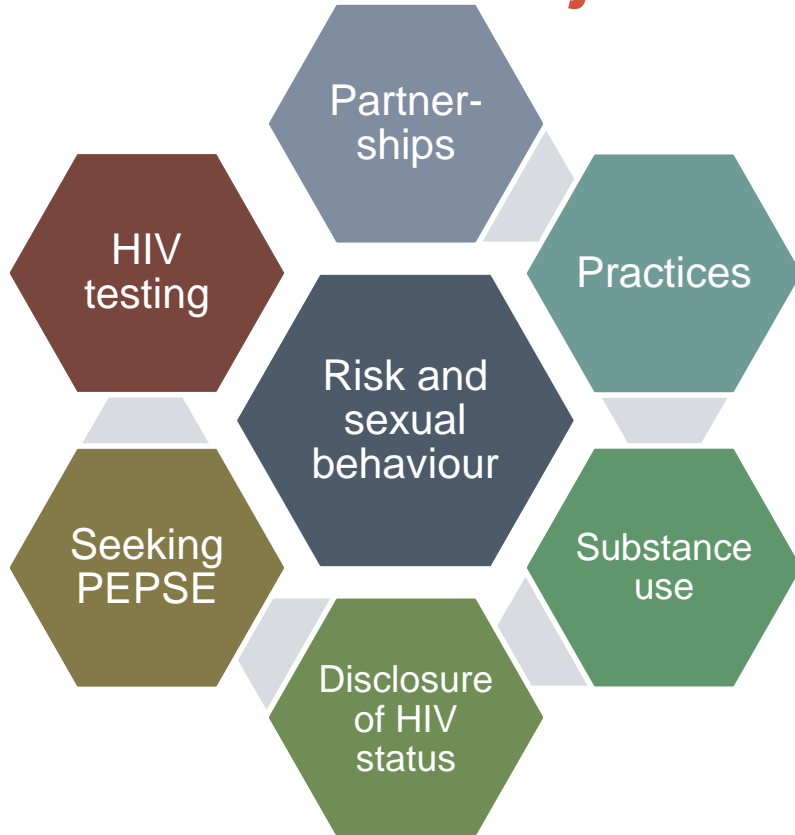 Partner-
ships
Practices
Substance
use
Disclosure
of HIV
status
Seeking
PEPSE
HIV
testing
Risk and
sexual
behaviour